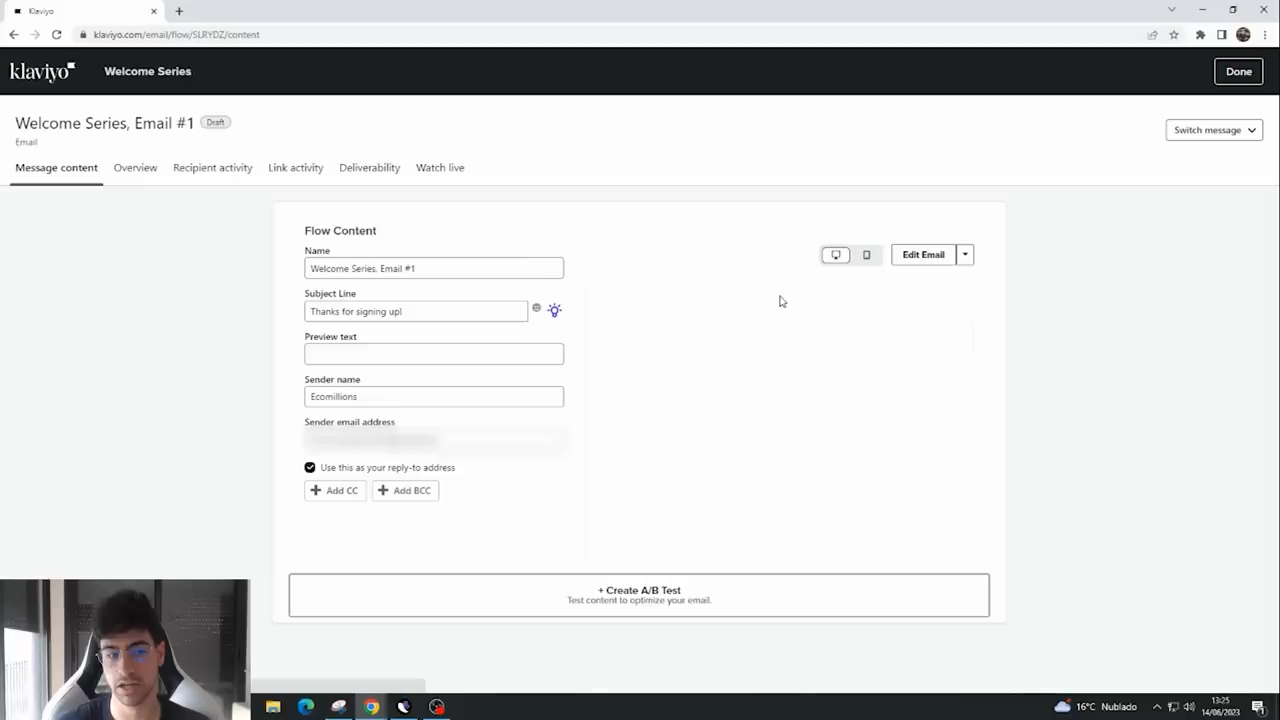 Klaviyo
klaviyo.com/email/flow/SLRYDZ/content
klaviyo
Welcome Series
Done
Welcome Series, Email #1
Draft
Email
Switch message
Message content
Overview
Recipient activity
Link activity
Deliverability
Watch live
Flow Content
Name
Welcome Series, Email #1
Edit Email
Subject Line
Thanks for signing up!
Preview text
Sender name
Ecomillions
Sender email address
Use this as your reply-to address
+ Add CC
+ Add BCC
+ Create A/B Test
Test content to optimize your email.
16°C Nublado
13:25
14/06/2023